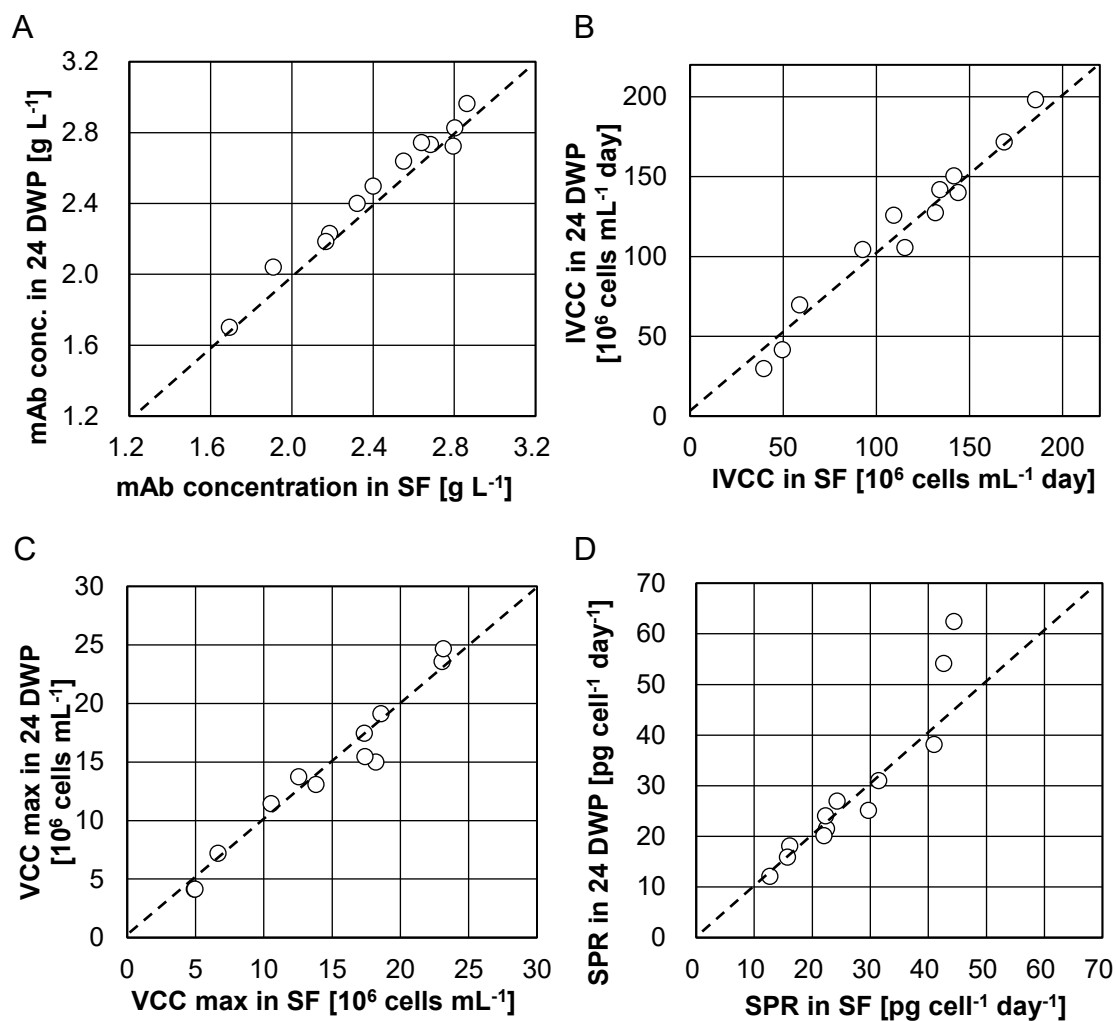 A
mAb conc. in 24 DWP [g L⁻¹]
3.2
2.8
2.4
2.0
1.6
1.2
1.2 1.6 2.0 2.4 2.8 3.2
mAb concentration in SF [g L⁻¹]
B
IVCC in 24 DWP
[10⁶ cells mL⁻¹ day]
200
150
100
50
0
0 50 100 150 200
IVCC in SF [10⁶ cells mL⁻¹ day]
C
VCC max in 24 DWP
[10⁶ cells mL⁻¹]
30
25
20
15
10
5
0
0 5 10 15 20 25 30
VCC max in SF [10⁶ cells mL⁻¹]
D
SPR in 24 DWP [pg cell⁻¹ day⁻¹]
70
60
50
40
30
20
10
0
0 10 20 30 40 50 60 70
SPR in SF [pg cell⁻¹ day⁻¹]